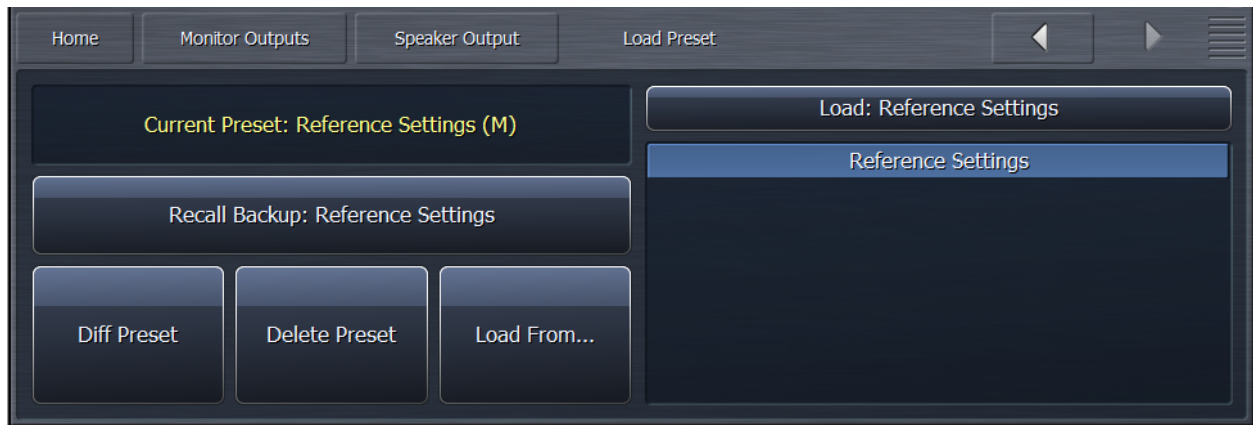 Home
Monitor Outputs
Speaker Output
Load Preset
Current Preset: Reference Settings (M)
Recall Backup: Reference Settings
Diff Preset
Delete Preset
Load From...
Load: Reference Settings
Reference Settings